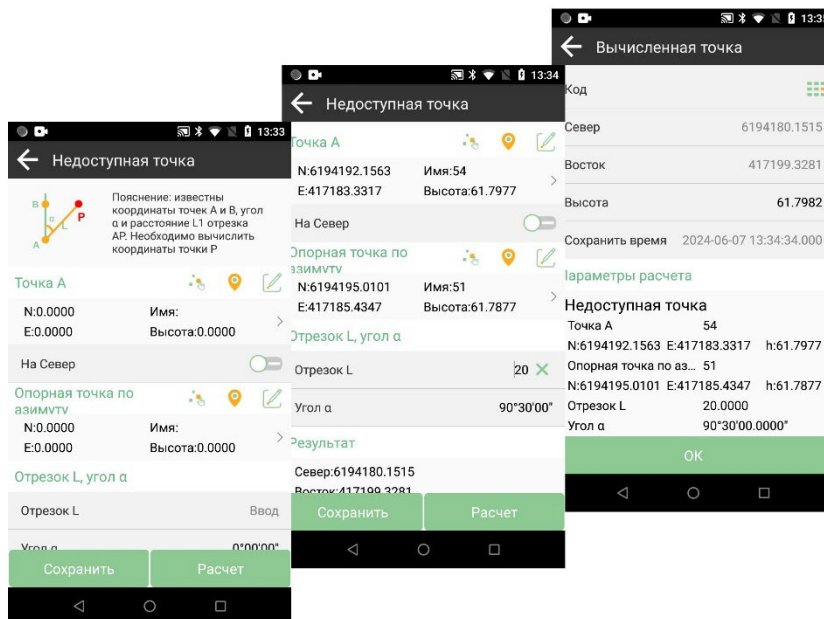 13:33
Недоступная точка
B
P
α
L
A
Пояснение: известны
координаты точек A и B, угол
α и расстояние L1 отрезка
AP. Необходимо вычислить
координаты точки P
Точка A
N:0.0000 Имя:
E:0.0000 Высота:0.0000
На Север
Опорная точка по
азимуту
N:0.0000 Имя:
E:0.0000 Высота:0.0000
Отрезок L, угол α
Отрезок L Ввод
Угол α 0°00'00"
Сохранить Расчет
13:34
Недоступная точка
Точка A
N:6194192.1563 Имя:54
E:417183.3317 Высота:61.7977
На Север
Опорная точка по
азимуту
N:6194195.0101 Имя:51
E:417185.4347 Высота:61.7877
Отрезок L, угол α
Отрезок L 20
Угол α 90°30'00"
Результат
Север:6194180.1515
Восток:417199.3281
Сохранить Расчет
Вычисленная точка
Код
Север 6194180.1515
Восток 417199.3281
Высота 61.7982
Сохранить время 2024-06-07 13:34:34.000
Параметры расчета
Недоступная точка
Точка A 54
N:6194192.1563 E:417183.3317 h:61.7977
Опорная точка по аз... 51
N:6194195.0101 E:417185.4347 h:61.7877
Отрезок L 20.0000
Угол α 90°30'00.0000"
OK